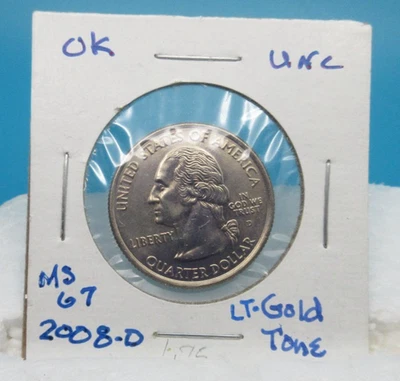 OK
UNC
UNITED STATES OF AMERICA
LIBERTY
IN
GOD WE
TRUST
D
QUARTER DOLLAR
MS
67
2008-D
LT-Gold
Tone